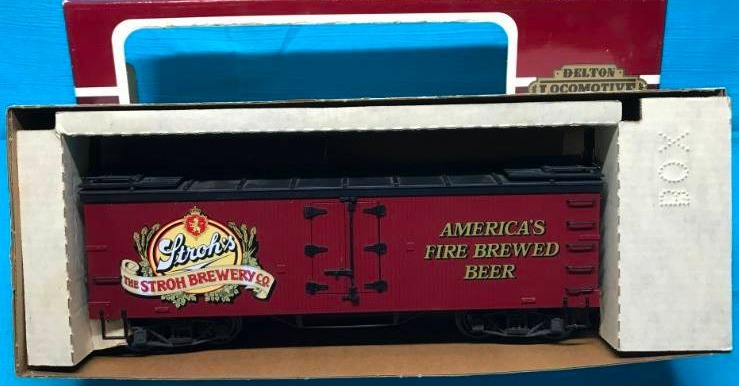 DELTON
LOCOMOTIVE
BOX
Stroh's
THE STROH BREWERY CO.
AMERICA'S
FIRE BREWED
BEER